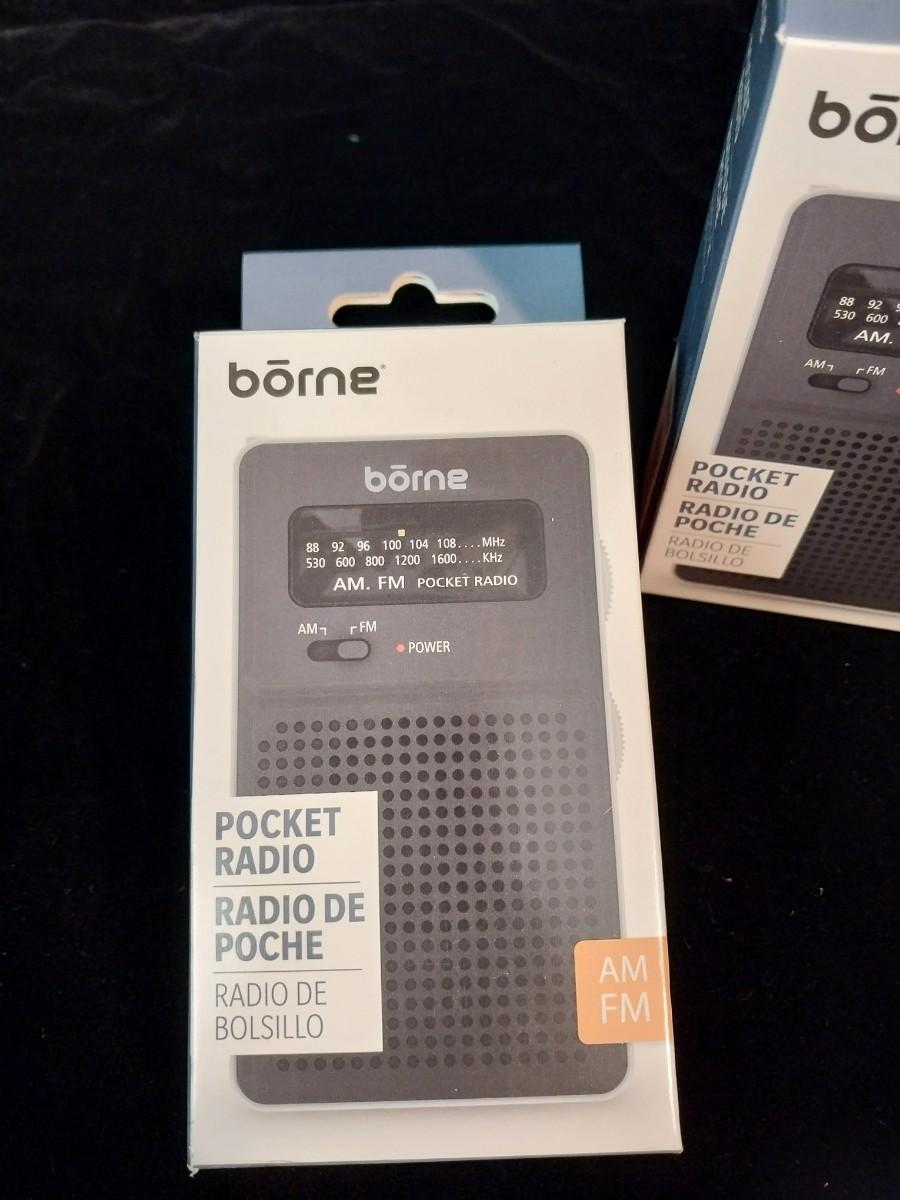 bōrne®
bōrne
88 92 96 100 104 108....MHz
530 600 800 1200 1600....KHz
AM. FM POCKET RADIO
AM FM
POWER
POCKET
RADIO
RADIO DE
POCHE
RADIO DE
BOLSILLO
AM
FM
bō
88 92
530 600
AM.
AM FM
POCKET
RADIO
RADIO DE
POCHE
RADIO DE
BOLSILLO